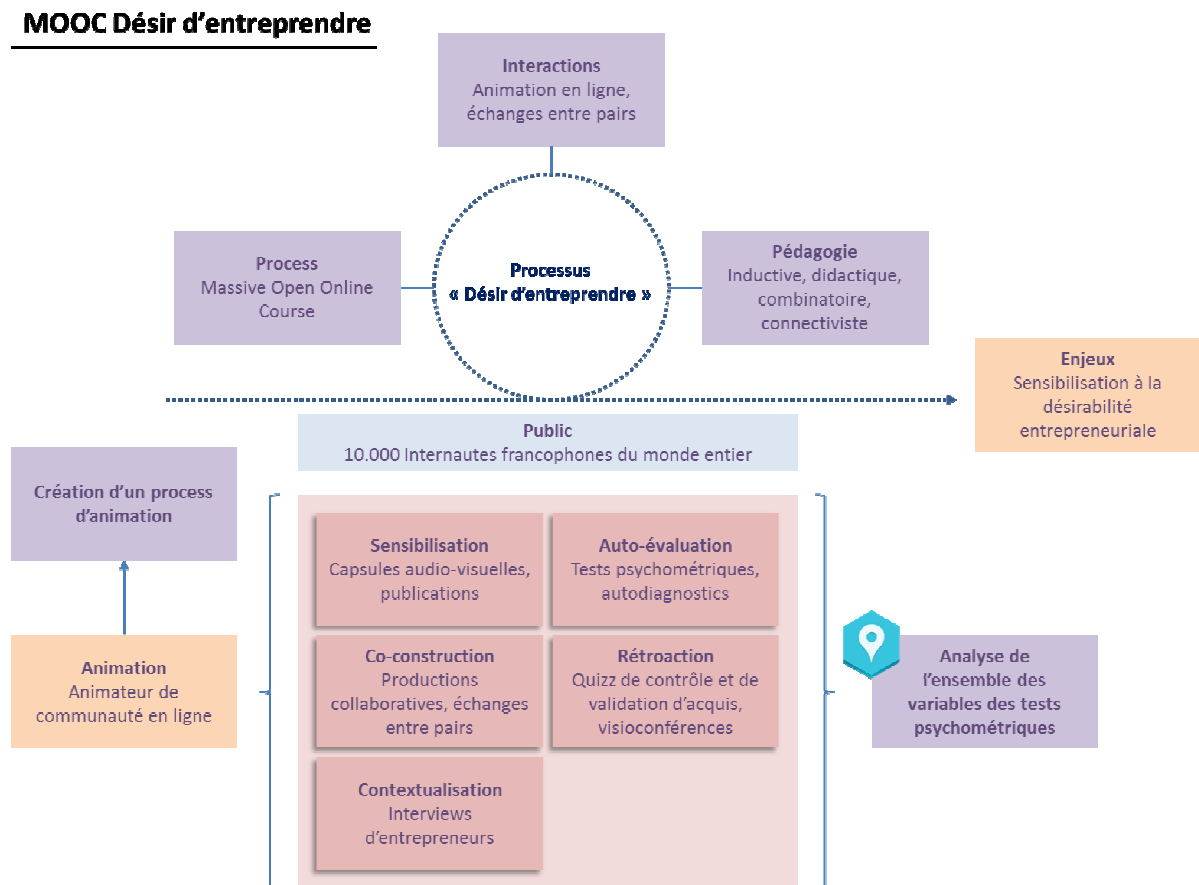 MOOC Désir d’entreprendre
Interactions
Animation en ligne,
échanges entre pairs
Process
Massive Open Online
Course
Processus
« Désir d’entreprendre »
Pédagogie
Inductive, didactique,
combinatoire,
connectiviste
Enjeux
Sensibilisation à la
désirabilité
entrepreneuriale
Public
10.000 Internautes francophones du monde entier
Création d’un process
d’animation
Sensibilisation
Capsules audio-visuelles,
publications
Auto-évaluation
Tests psychométriques,
autodiagnostics
Animation
Animateur de
communauté en ligne
Co-construction
Productions
collaboratives, échanges
entre pairs
Rétroaction
Quizz de contrôle et de
validation d’acquis,
visioconférences
Analyse de
l’ensemble des
variables des tests
psychométriques
Contextualisation
Interviews
d’entrepreneurs